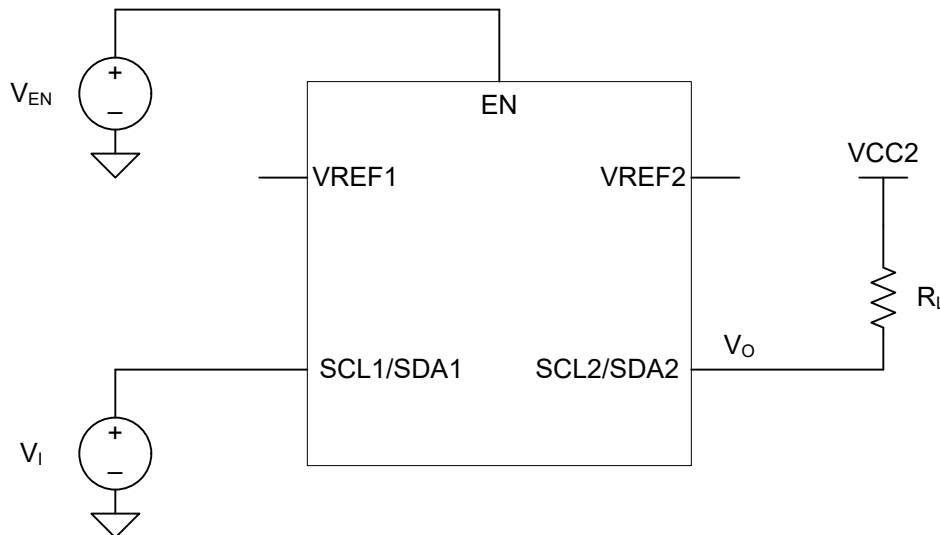 EN
+
V_EN
–
VREF1 VREF2 VCC2
R_L
V_O
SCL1/SDA1 SCL2/SDA2
+
V_I
–